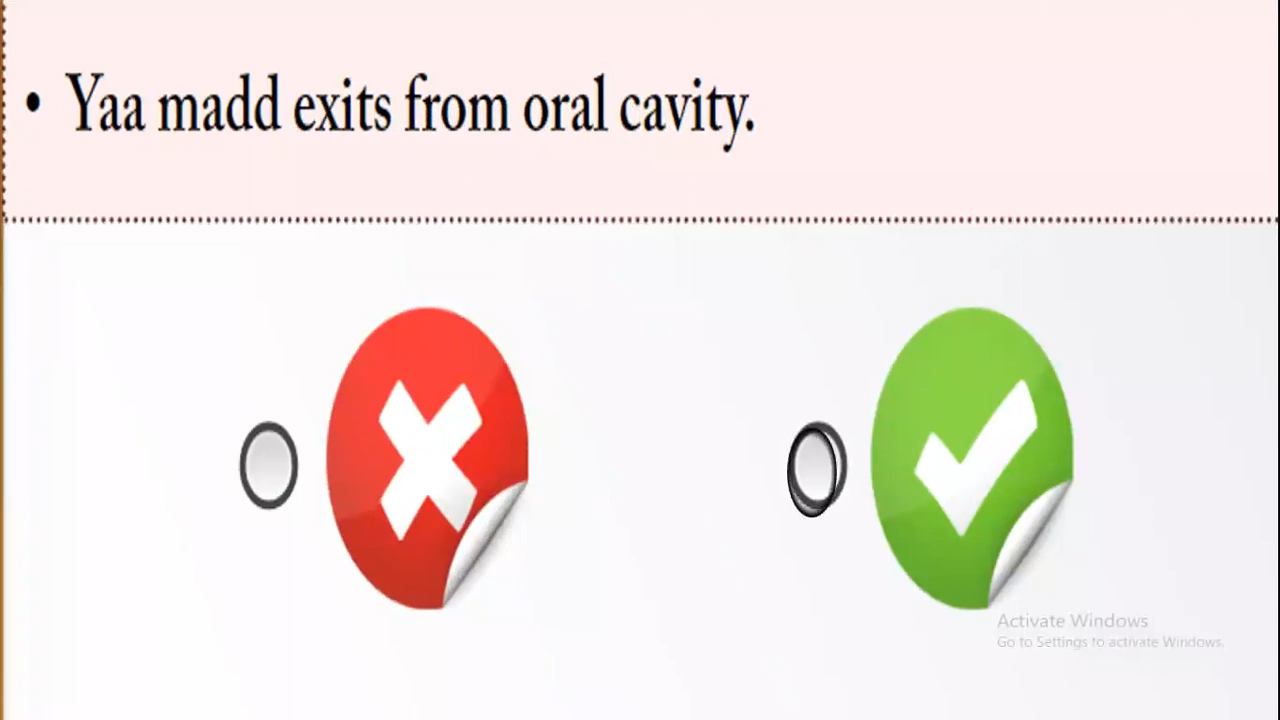 • Yaa madd exits from oral cavity.
Activate Windows
Go to Settings to activate Windows.